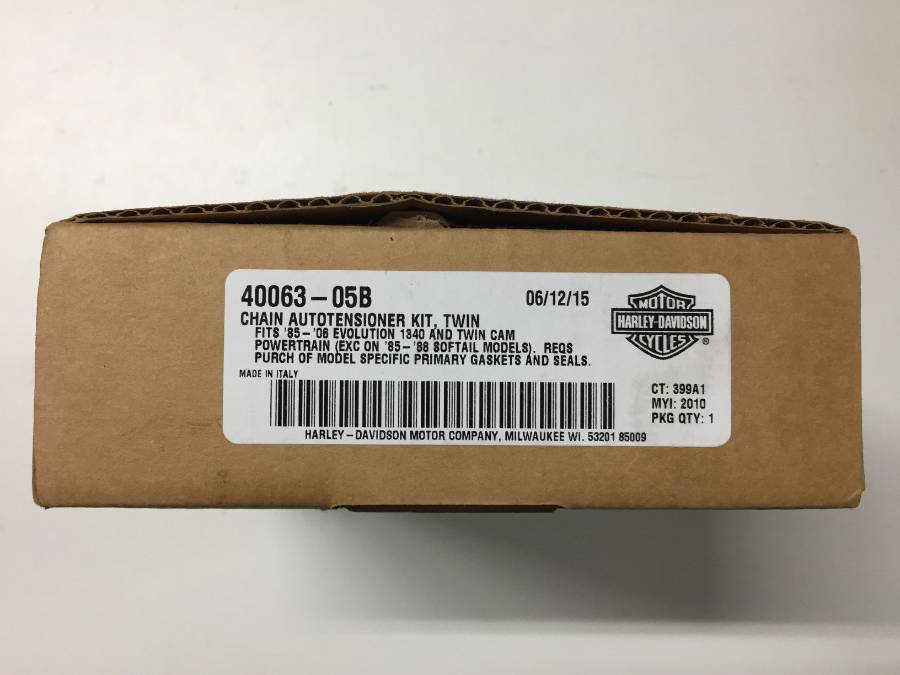 40063-05B 06/12/15
CHAIN AUTOTENSIONER KIT, TWIN
FITS '85-'06 EVOLUTION 1340 AND TWIN CAM
POWERTRAIN (EXC ON '85-'88 SOFTAIL MODELS). REQS
PURCH OF MODEL SPECIFIC PRIMARY GASKETS AND SEALS.
MADE IN ITALY
HARLEY-DAVIDSON MOTOR COMPANY, MILWAUKEE WI. 53201 85009
MOTOR
HARLEY-DAVIDSON
CYCLES ®
CT: 399A1
MYI: 2010
PKG QTY: 1